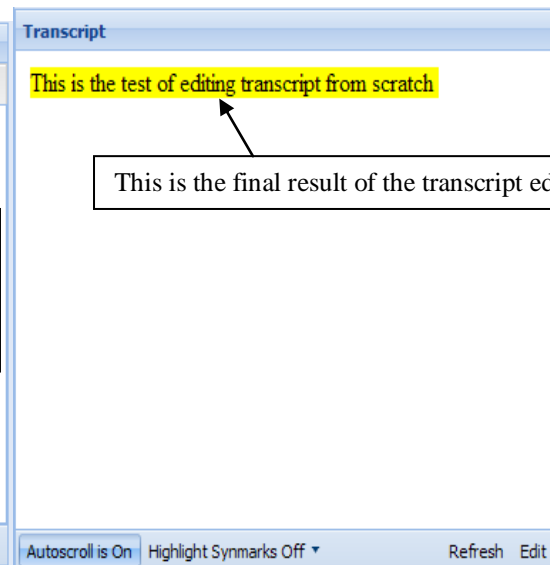 Transcript
This is the test of editing transcript from scratch
This is the final result of the transcript
Autoscroll is On Highlight Synmarks Off Refresh Edit